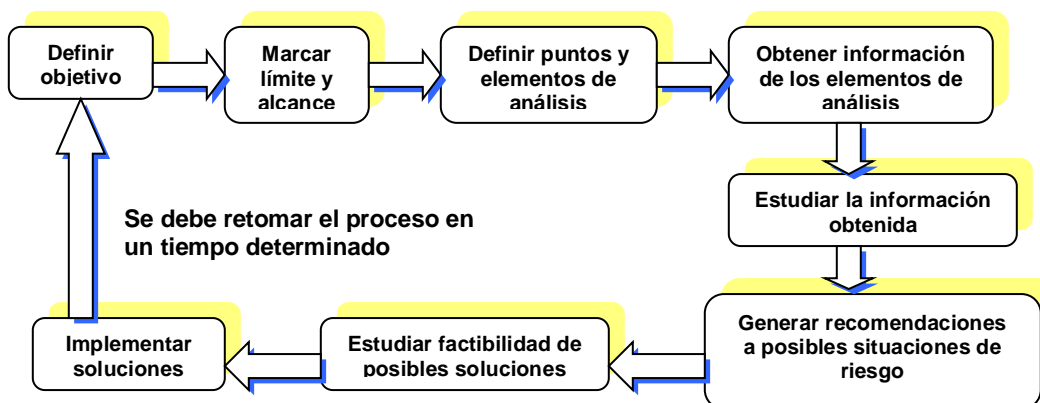 Definir
objetivo
Marcar
límite y
alcance
Definir puntos y
elementos de
análisis
Obtener información
de los elementos de
análisis
Estudiar la información
obtenida
Se debe retomar el proceso en
un tiempo determinado
Generar recomendaciones
a posibles situaciones de
riesgo
Estudiar factibilidad de
posibles soluciones
Implementar
soluciones